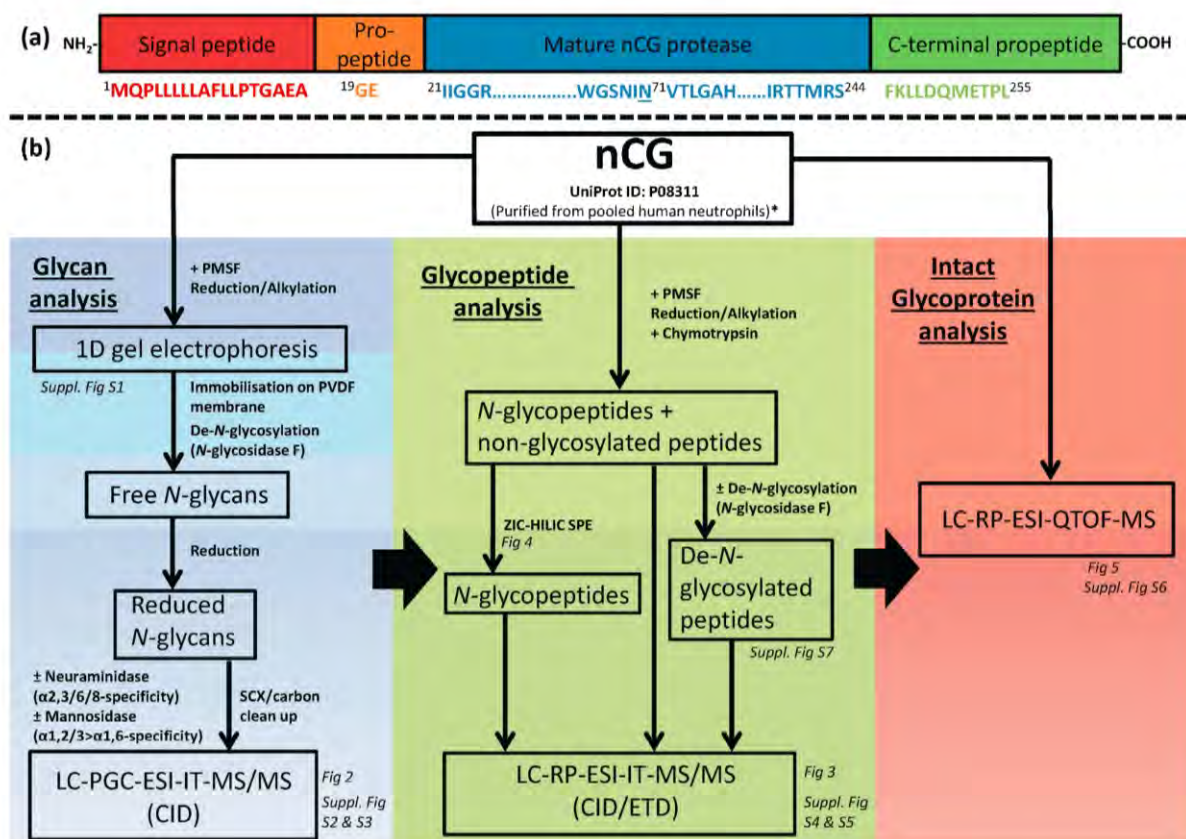 (a)
NH2-
Signal peptide
Pro-
peptide
Mature nCG protease
C-terminal propeptide
-COOH
1MQPLLLLLAFLLPTGAEA
19GE
21IIGGR..................WGSNIN71VTLGAH......IRTTMRS244
FKLLDQMETPL255
(b)
nCG
UniProt ID: P08311
(Purified from pooled human neutrophils)*
Glycan
analysis
+ PMSF
Reduction/Alkylation
1D gel electrophoresis
Suppl. Fig S1
Immobilisation on PVDF
membrane
De-N-glycosylation
(N-glycosidase F)
Free N-glycans
Reduction
Reduced
N-glycans
± Neuraminidase
(α2,3/6/8-specificity)
± Mannosidase
(α1,2/3>α1,6-specificity)
SCX/carbon
clean up
LC-PGC-ESI-IT-MS/MS
(CID)
Fig 2
Suppl. Fig
S2 & S3
Glycopeptide
analysis
+ PMSF
Reduction/Alkylation
+ Chymotrypsin
N-glycopeptides +
non-glycosylated peptides
ZIC-HILIC SPE
Fig 4
± De-N-glycosylation
(N-glycosidase F)
N-glycopeptides
De-N-
glycosylated
peptides
Suppl. Fig S7
LC-RP-ESI-IT-MS/MS
(CID/ETD)
Fig 3
Suppl. Fig
S4 & S5
Intact
Glycoprotein
analysis
LC-RP-ESI-QTOF-MS
Fig 5
Suppl. Fig S6